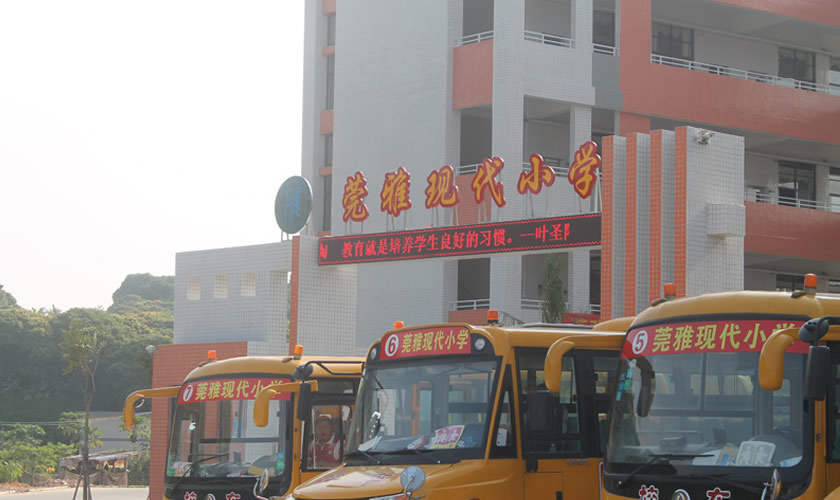 莞雅现代小学
教育就是培养学生良好的习惯。—叶圣
⑦莞雅现代小学
⑥莞雅现代小学
⑤莞雅现代小学